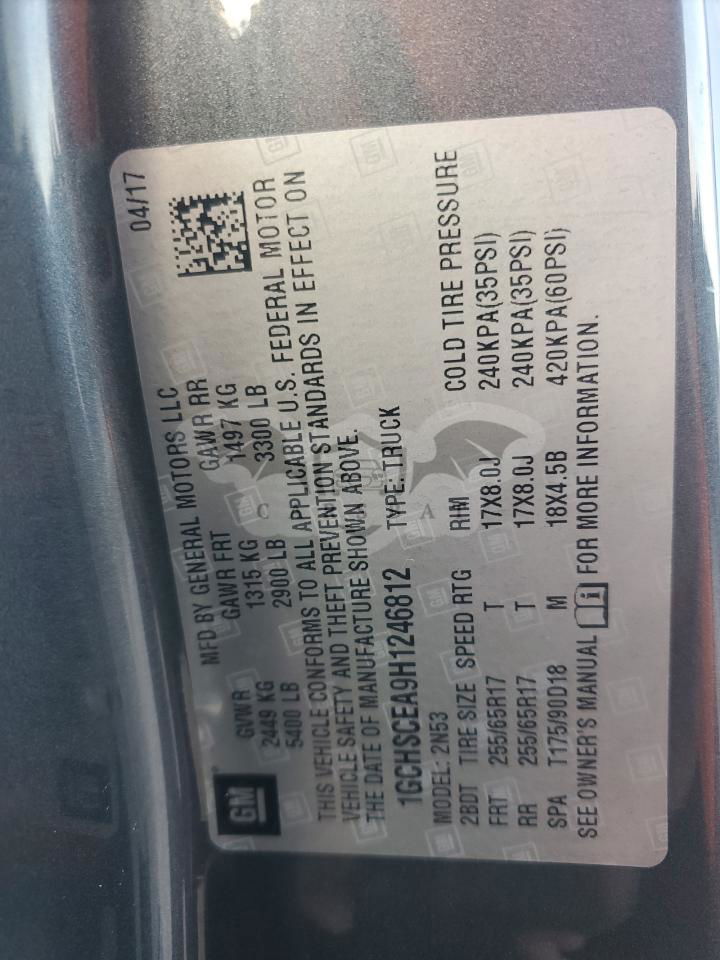 04/17
MFD BY GENERAL MOTORS LLC
GM
GVWR GAWR FRT GAWR RR
2449 KG 1315 KG 1497 KG
5400 LB 2900 LB 3300 LB
THIS VEHICLE CONFORMS TO ALL APPLICABLE U.S. FEDERAL MOTOR
VEHICLE SAFETY AND THEFT PREVENTION STANDARDS IN EFFECT ON
THE DATE OF MANUFACTURE SHOWN ABOVE.
1GCHSCEA9H1246812 TYPE: TRUCK
MODEL: 2N53
2BDT TIRE SIZE SPEED RTG RIM COLD TIRE PRESSURE
FRT 255/65R17 T 17X8.0J 240KPA(35PSI)
RR 255/65R17 T 17X8.0J 240KPA(35PSI)
SPA T175/90D18 M 18X4.5B 420KPA(60PSI)
SEE OWNER'S MANUAL FOR MORE INFORMATION.